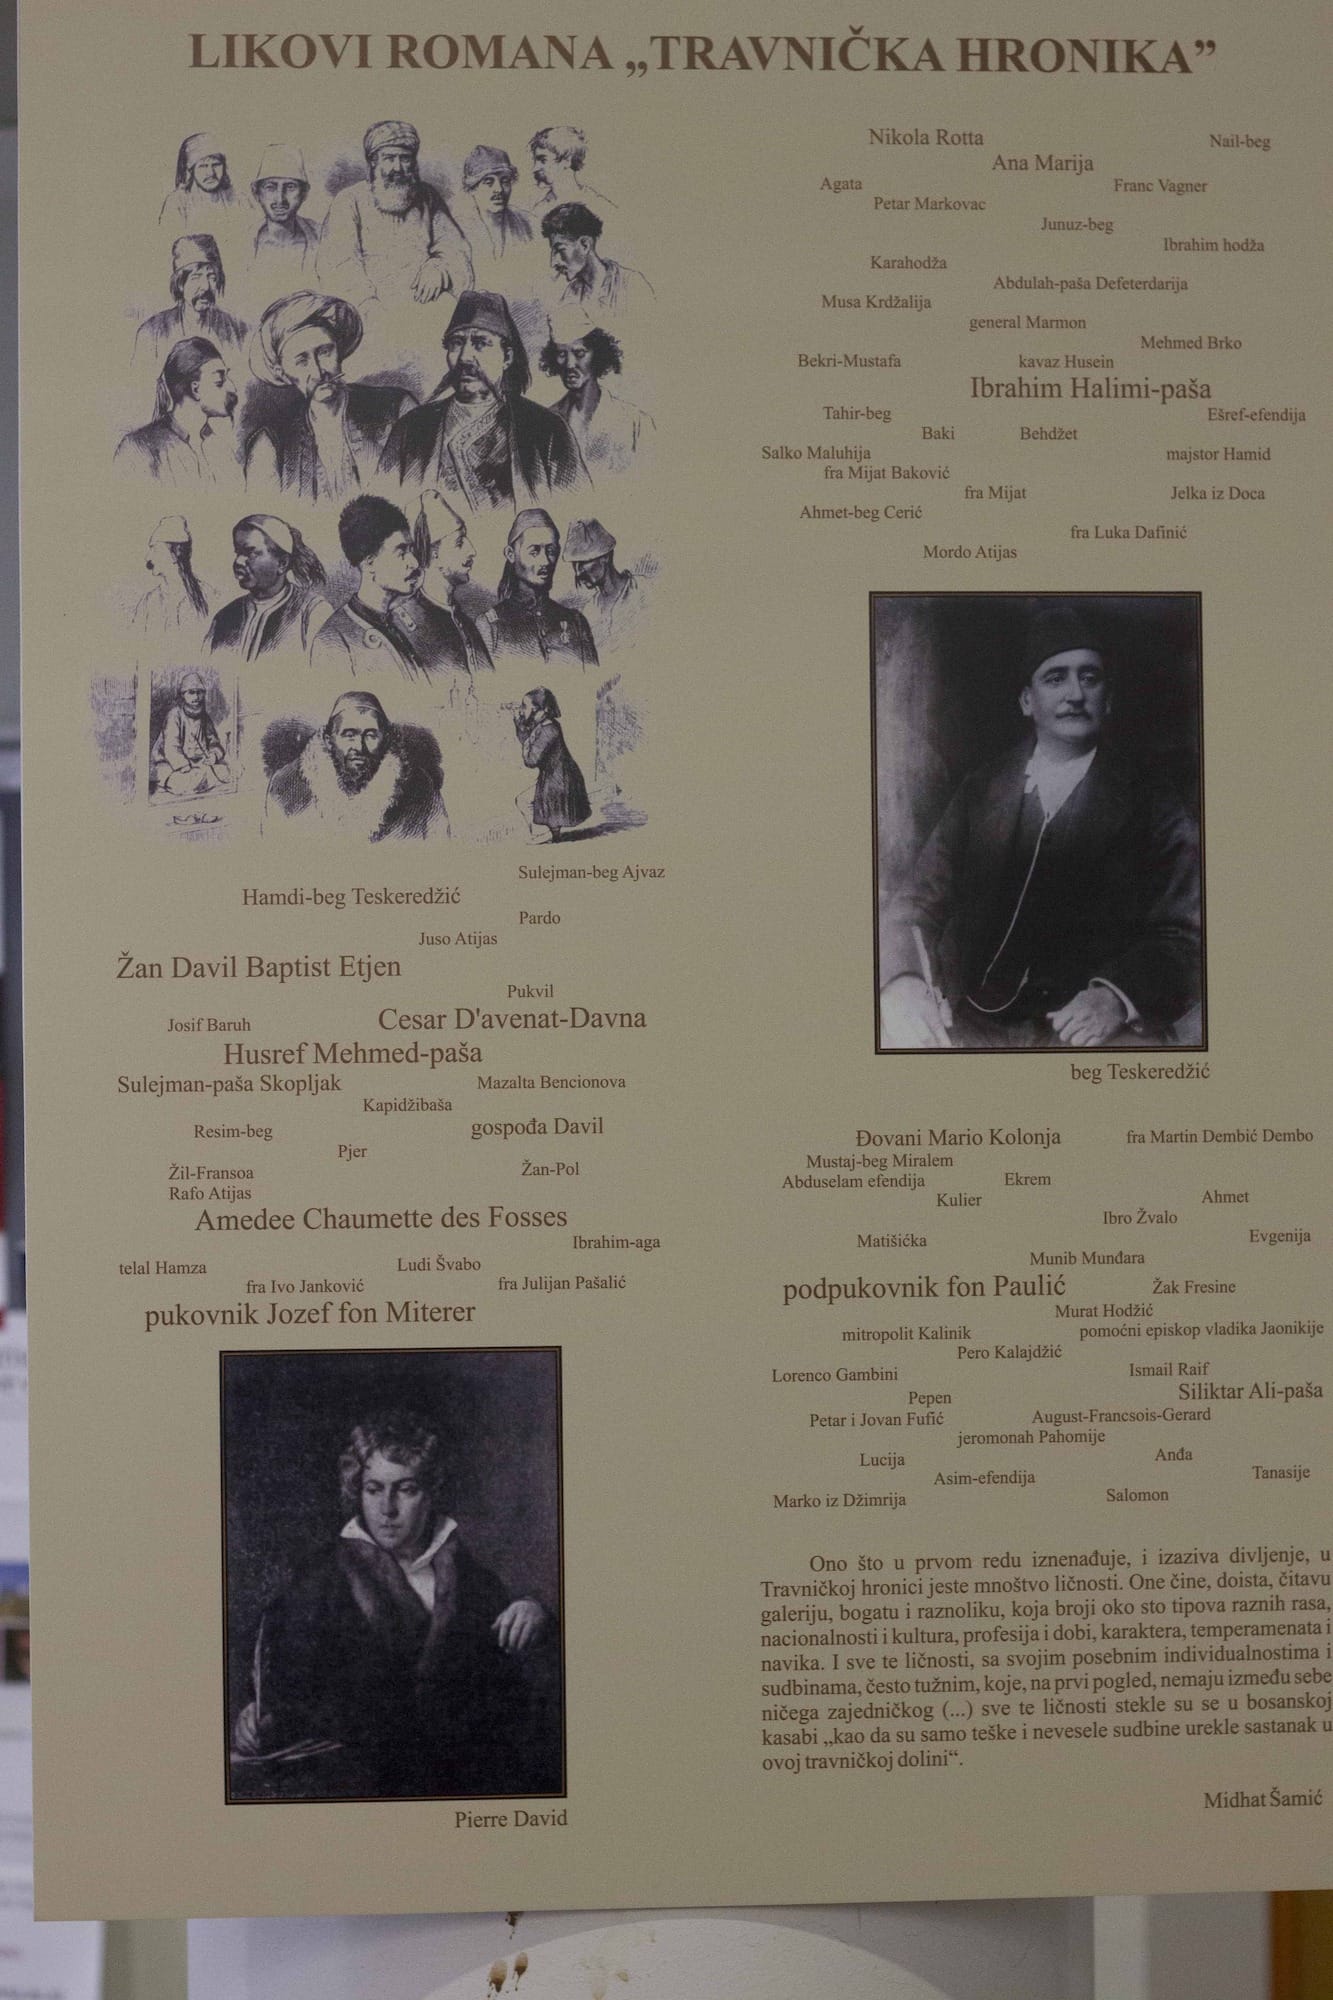 LIKOVI ROMANA „TRAVNIČKA HRONIKA”
Sulejman-beg Ajvaz
Hamdi-beg Teskeredžić
Pardo
Juso Atijas
Žan Davil Baptist Etjen
Pukvil
Josif Baruh
Cesar D'avenat-Davna
Husref Mehmed-paša
Sulejman-paša Skopljak
Mazalta Bencionova
Kapidžibaša
Resim-beg
gospođa Davil
Pjer
Žil-Fransoa
Žan-Pol
Rafo Atijas
Amedee Chaumette des Fosses
Ibrahim-aga
telal Hamza
Ludi Švabo
fra Ivo Janković
fra Julijan Pašalić
pukovnik Jozef fon Miterer
Pierre David
Nikola Rotta
Nail-beg
Ana Marija
Agata
Franc Vagner
Petar Markovac
Junuz-beg
Ibrahim hodža
Karahodža
Abdulah-paša Defeterdarija
Musa Krdžalija
general Marmon
Mehmed Brko
Bekri-Mustafa
kavaz Husein
Ibrahim Halimi-paša
Tahir-beg
Ešref-efendija
Baki
Behdžet
Salko Maluhija
majstor Hamid
fra Mijat Baković
fra Mijat
Jelka iz Doca
Ahmet-beg Cerić
fra Luka Dafinić
Mordo Atijas
beg Teskeredžić
Đovani Mario Kolonja
fra Martin Dembić Dembo
Mustaj-beg Miralem
Abduselam efendija
Ekrem
Kulier
Ahmet
Ibro Žvalo
Matišićka
Evgenija
Munib Munđara
podpukovnik fon Paulić
Žak Fresine
Murat Hodžić
mitropolit Kalinik
pomoćni episkop vladika Jaonikije
Pero Kalajdžić
Lorenco Gambini
Ismail Raif
Pepen
Siliktar Ali-paša
Petar i Jovan Fufić
August-Francsois-Gerard
jeromonah Pahomije
Lucija
Anđa
Asim-efendija
Tanasije
Marko iz Džimrija
Salomon
Ono što u prvom redu iznenađuje, i izaziva divljenje, u
Travničkoj hronici jeste mnoštvo ličnosti. One čine, doista, čitavu
galeriju, bogatu i raznoliku, koja broji oko sto tipova raznih rasa,
nacionalnosti i kultura, profesija i dobi, karaktera, temperamenata i
navika. I sve te ličnosti, sa svojim posebnim individualnostima i
sudbinama, često tužnim, koje, na prvi pogled, nemaju između sebe
ničega zajedničkog (...) sve te ličnosti stekle su se u bosanskoj
kasabi „kao da su samo teške i nevesele sudbine urekle sastanak u
ovoj travničkoj dolini“.
Midhat Šamić